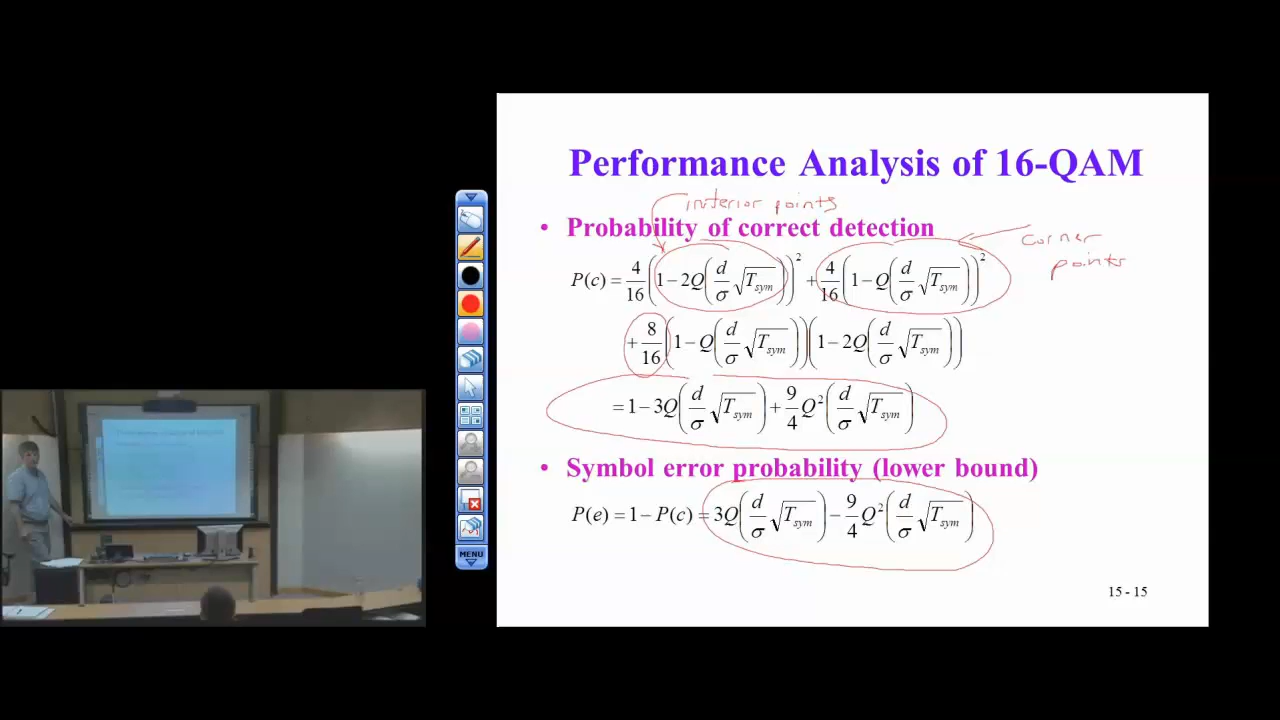 Performance Analysis of 16-QAM
interior points
• Probability of correct detection
corner points
P(c) = 4/16 (1 − 2Q(d/σ √T_sym))² + 4/16 (1 − Q(d/σ √T_sym))²
+ 8/16 (1 − Q(d/σ √T_sym))(1 − 2Q(d/σ √T_sym))
= 1 − 3Q(d/σ √T_sym) + 9/4 Q²(d/σ √T_sym)
• Symbol error probability (lower bound)
P(e) = 1 − P(c) = 3Q(d/σ √T_sym) − 9/4 Q²(d/σ √T_sym)
15 - 15
MENU